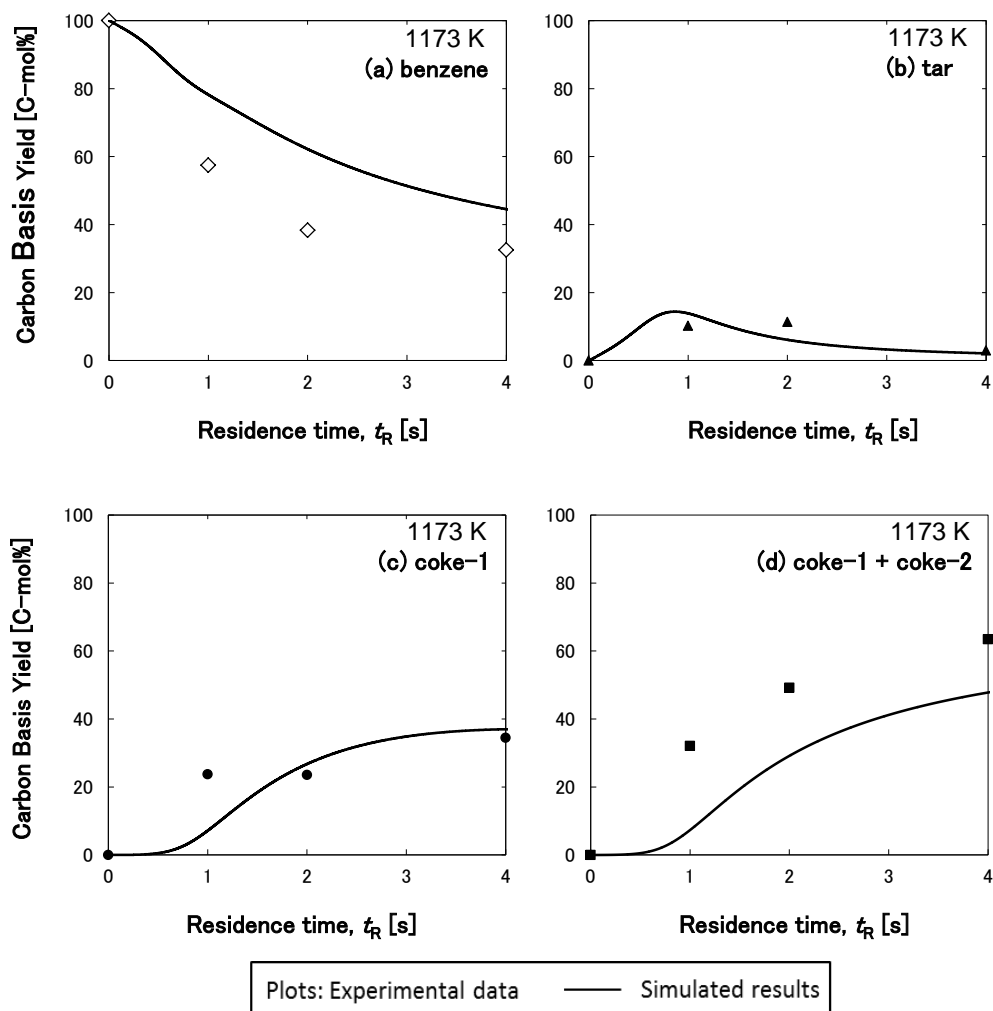 1173 K
(a) benzene
Carbon Basis Yield [C-mol%]
100
80
60
40
20
0
0 1 2 3 4
Residence time, tR [s]
1173 K
(b) tar
100
80
60
40
20
0
0 1 2 3 4
Residence time, tR [s]
1173 K
(c) coke-1
Carbon Basis Yield [C-mol%]
100
80
60
40
20
0
0 1 2 3 4
Residence time, tR [s]
1173 K
(d) coke-1 + coke-2
100
80
60
40
20
0
0 1 2 3 4
Residence time, tR [s]
Plots: Experimental data Simulated results